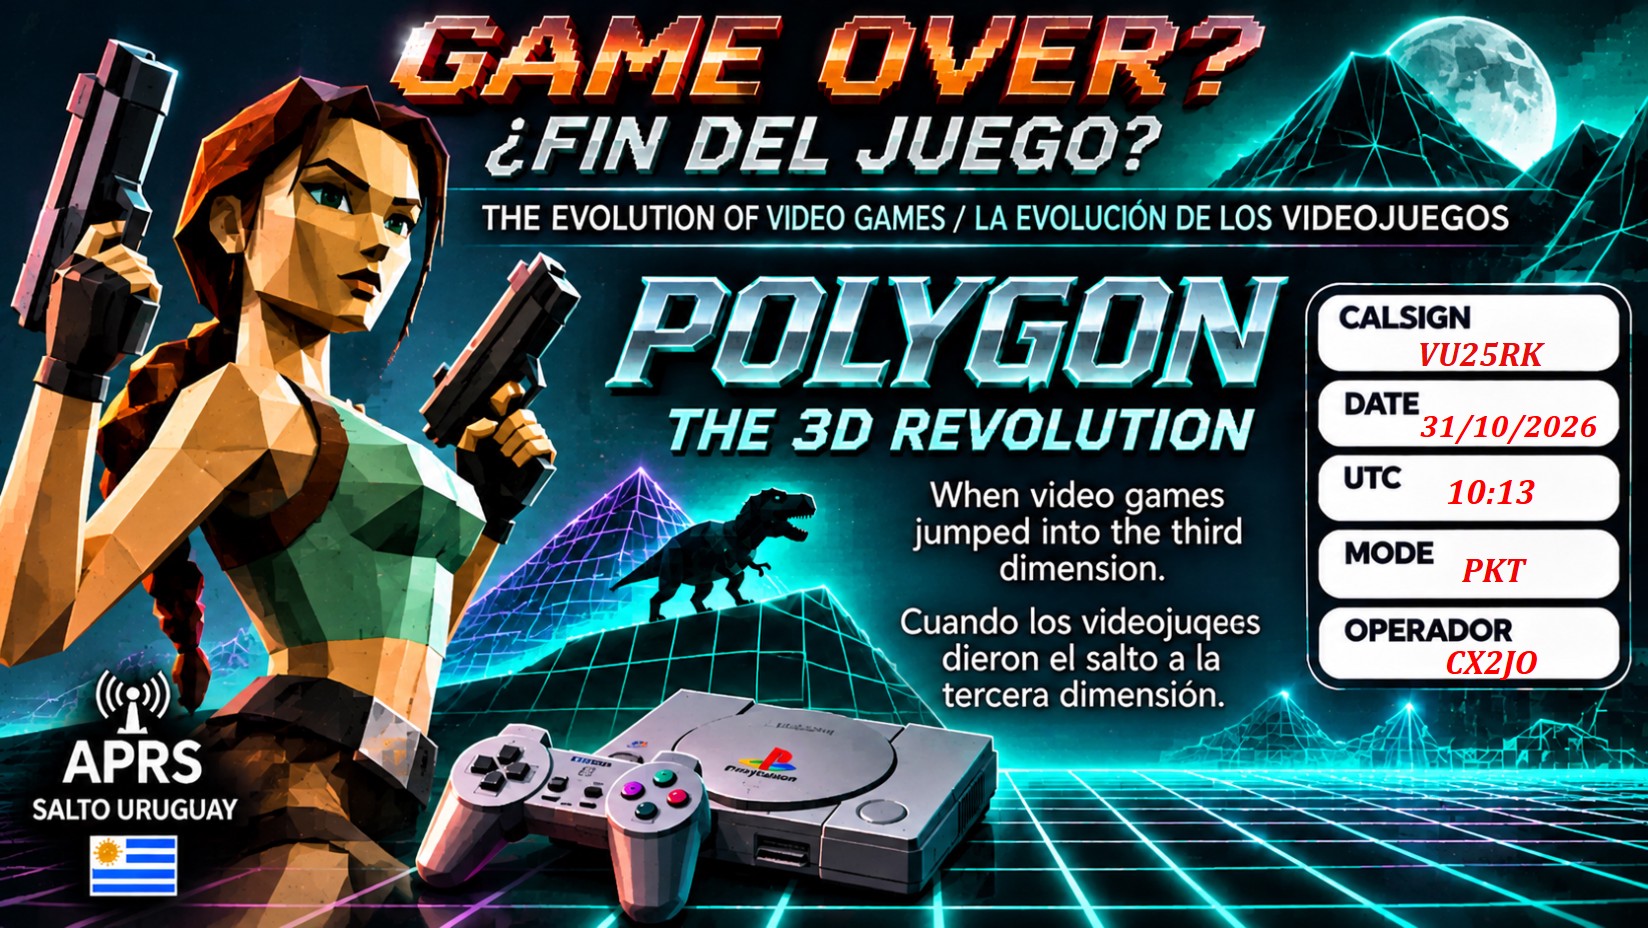 GAME OVER?
¿FIN DEL JUEGO?
THE EVOLUTION OF VIDEO GAMES / LA EVOLUCIÓN DE LOS VIDEOJUEGOS
POLYGON
THE 3D REVOLUTION
When video games
jumped into the third
dimension.
Cuando los videojuqees
dieron el salto a la
tercera dimensión.
CALSIGN
VU25RK
DATE
31/10/2026
UTC
10:13
MODE
PKT
OPERADOR
CX2JO
APRS
SALTO URUGUAY